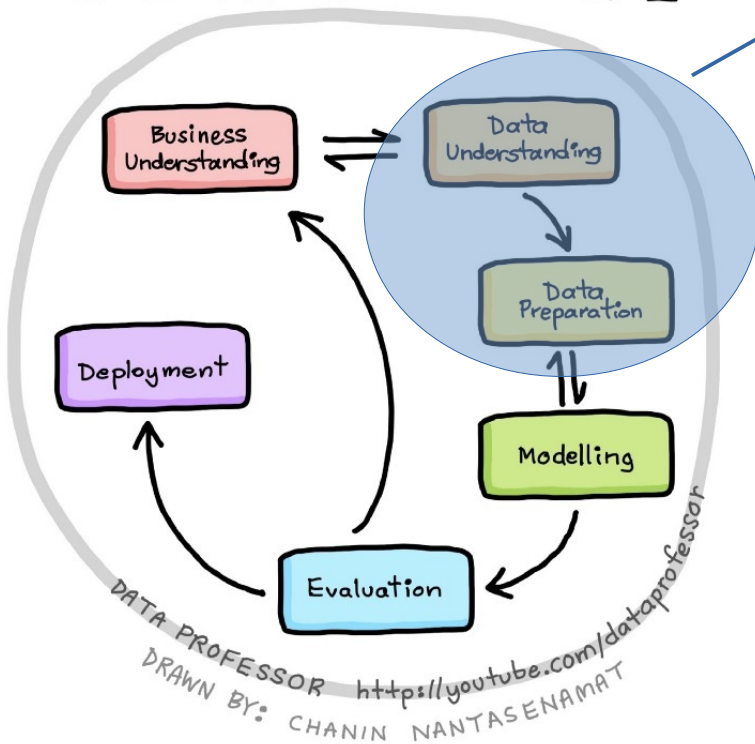 Business
Understanding
Data
Understanding
Data
Preparation
Deployment
Modelling
Evaluation
DATA PROFESSOR http://youtube.com/dataprofessor
DRAWN BY: CHANIN NANTASENAMAT